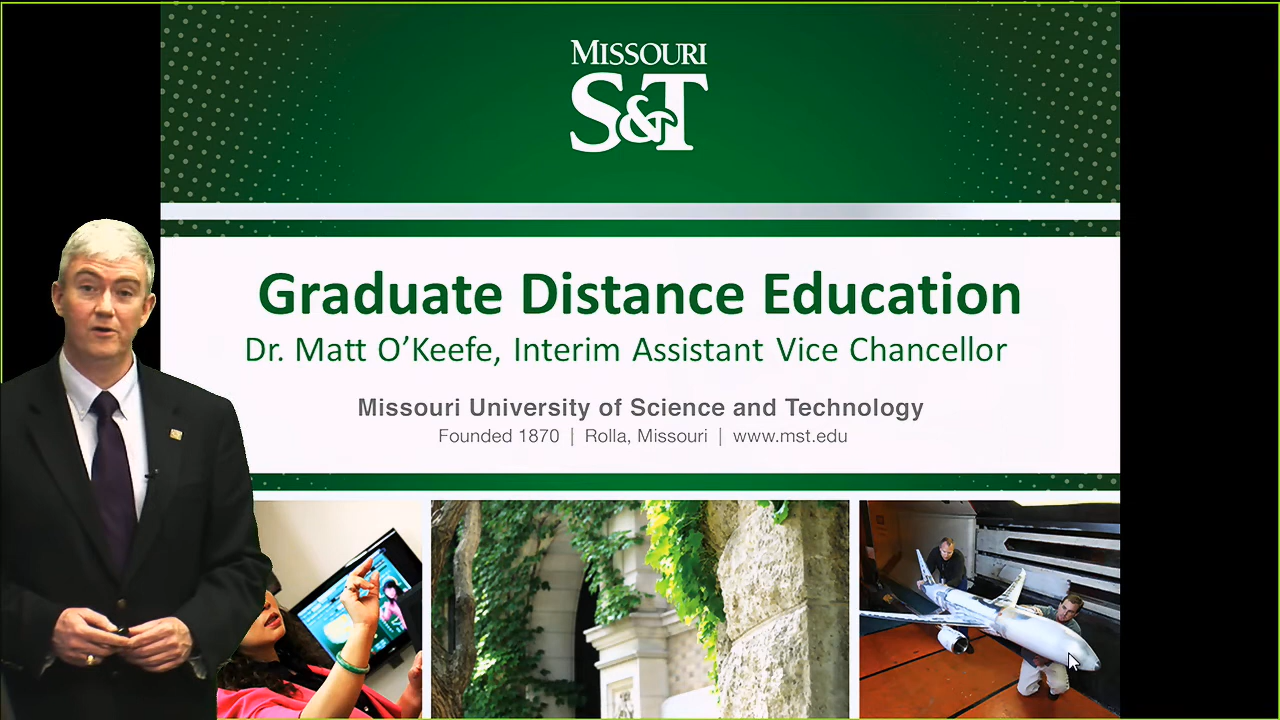 MISSOURI
S&T
Graduate Distance Education
Dr. Matt O’Keefe, Interim Assistant Vice Chancellor
Missouri University of Science and Technology
Founded 1870 | Rolla, Missouri | www.mst.edu